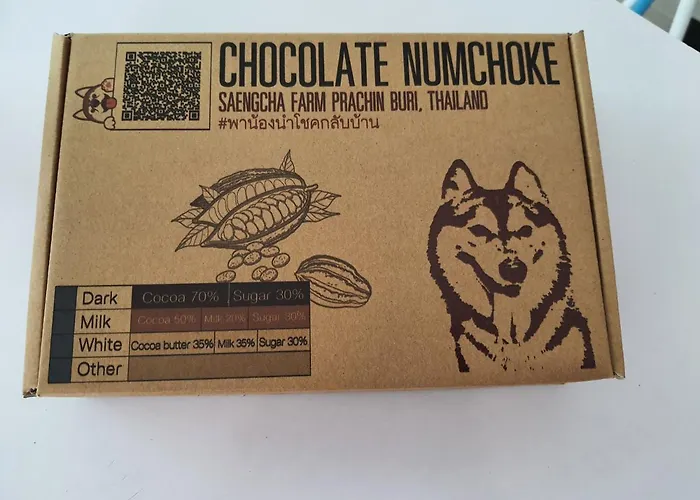 CHOCOLATE NUMCHOKE
SAENGCHA FARM PRACHIN BURI, THAILAND
#พาน้องนำโชคกลับบ้าน
Dark Cocoa 70% Sugar 30%
Milk Cocoa 50% Milk 20% Sugar 30%
White Cocoa butter 35% Milk 35% Sugar 30%
Other